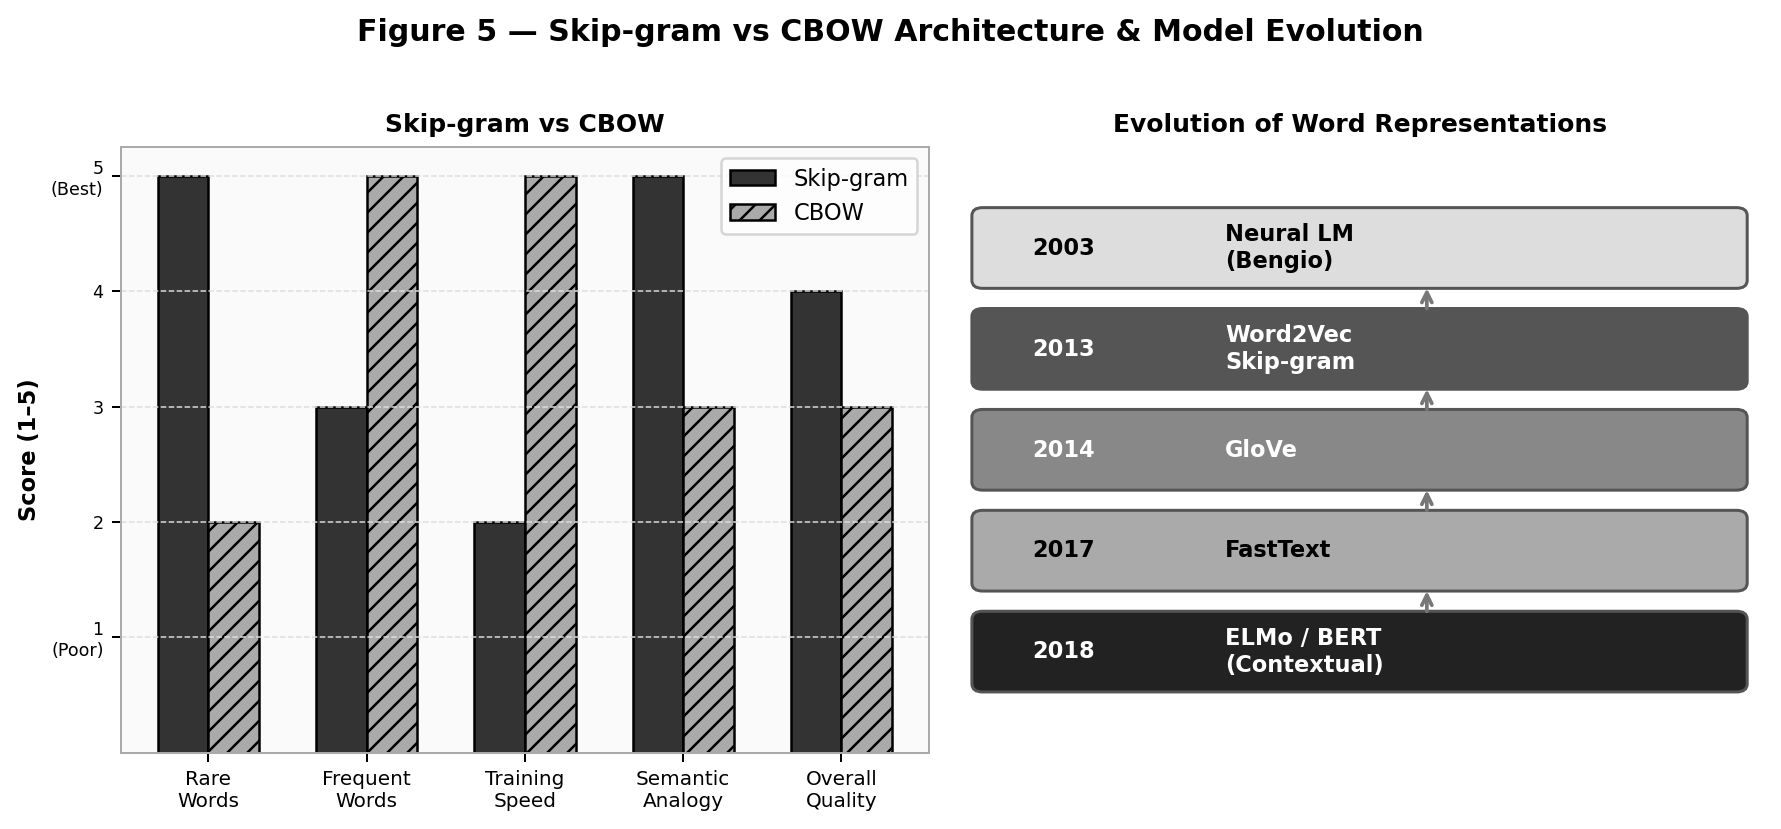 Figure 5 — Skip-gram vs CBOW Architecture & Model Evolution
Skip-gram vs CBOW
5
(Best)
4
3
2
1
(Poor)
Score (1–5)
Skip-gram
CBOW
Rare
Words
Frequent
Words
Training
Speed
Semantic
Analogy
Overall
Quality
Evolution of Word Representations
2003
Neural LM
(Bengio)
2013
Word2Vec
Skip-gram
2014
GloVe
2017
FastText
2018
ELMo / BERT
(Contextual)